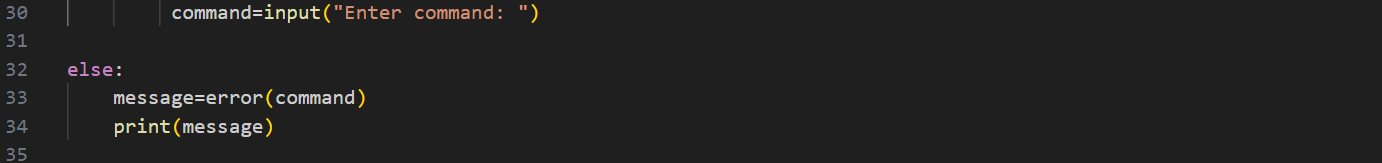 30 command=input("Enter command: ")
31
32 else:
33 message=error(command)
34 print(message)
35